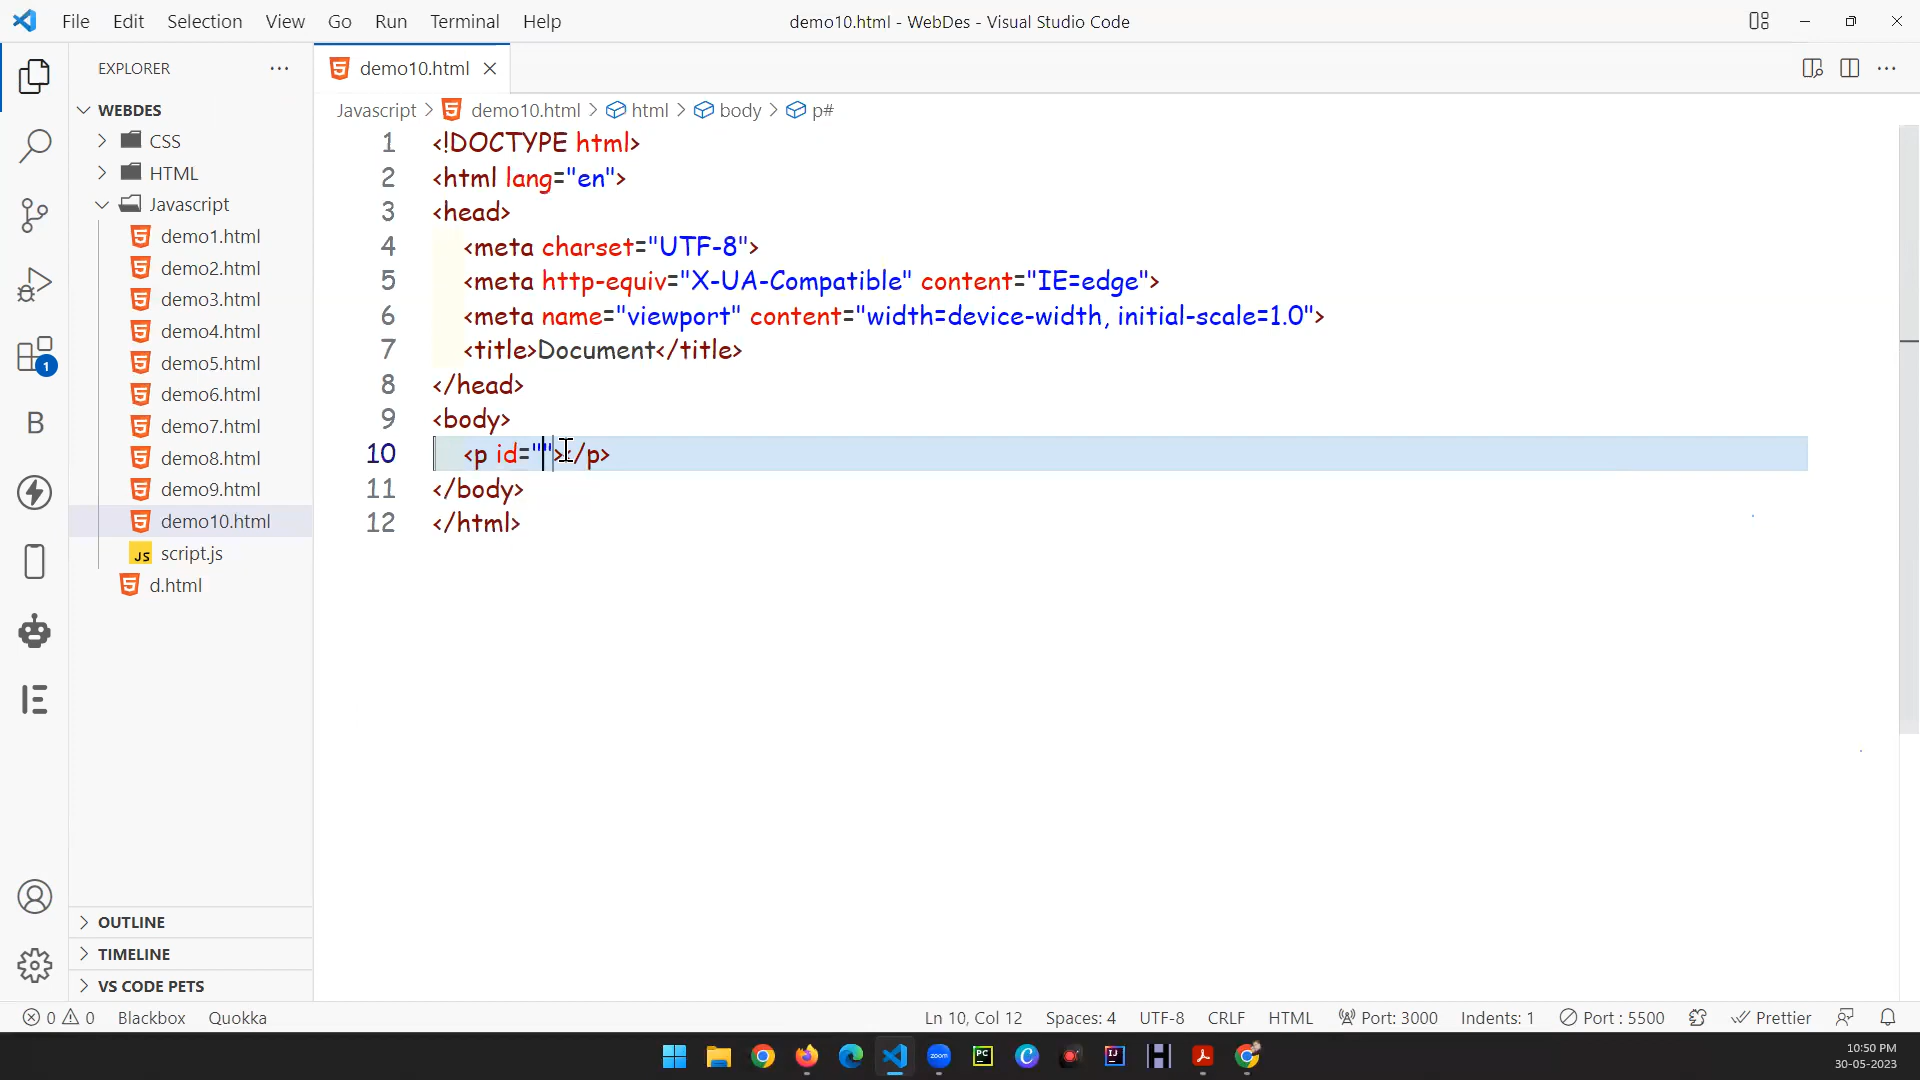 File Edit Selection View Go Run Terminal Help
demo10.html - WebDes - Visual Studio Code
EXPLORER
demo10.html
WEBDES
Javascript > demo10.html > html > body > p#
CSS
HTML
Javascript
demo1.html
demo2.html
demo3.html
demo4.html
demo5.html
demo6.html
demo7.html
demo8.html
demo9.html
demo10.html
JS script.js
d.html
1 <!DOCTYPE html>
2 <html lang="en">
3 <head>
4 <meta charset="UTF-8">
5 <meta http-equiv="X-UA-Compatible" content="IE=edge">
6 <meta name="viewport" content="width=device-width, initial-scale=1.0">
7 <title>Document</title>
8 </head>
9 <body>
10 <p id=""></p>
11 </body>
12 </html>
1
B
OUTLINE
TIMELINE
VS CODE PETS
0 0 Blackbox Quokka
Ln 10, Col 12 Spaces: 4 UTF-8 CRLF HTML Port: 3000 Indents: 1 Port : 5500 Prettier
zoom PC C IJ H
10:50 PM
30-05-2023